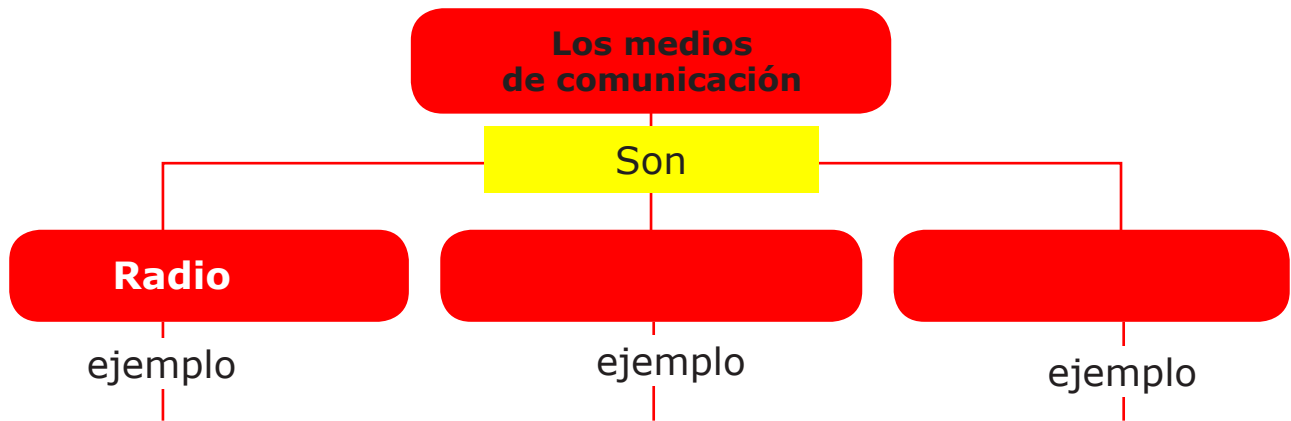 Los medios
de comunicación
Son
Radio
ejemplo
ejemplo
ejemplo